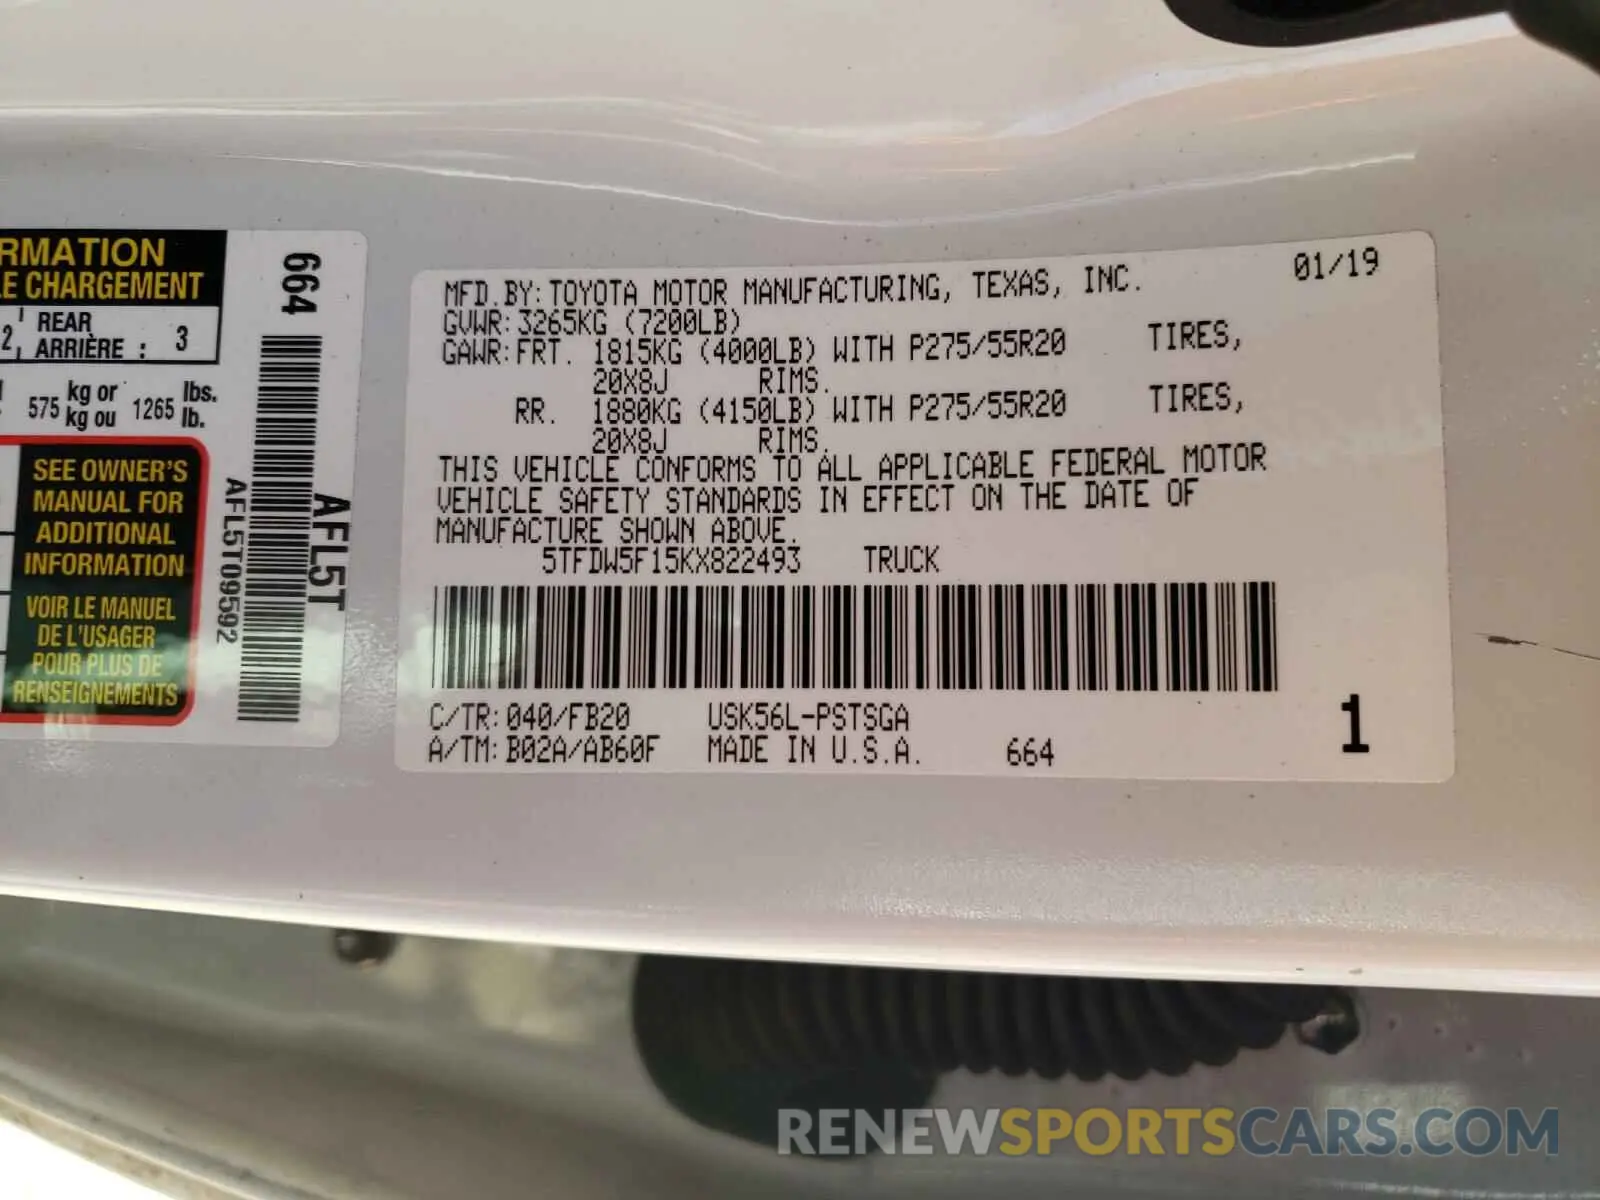 RMATION
LE CHARGEMENT
2, REAR
ARRIÈRE : 3
575 kg or
kg ou 1265 lbs.
lb.
SEE OWNER'S
MANUAL FOR
ADDITIONAL
INFORMATION
VOIR LE MANUEL
DE L'USAGER
POUR PLUS DE
RENSEIGNEMENTS
664
AFL5T
AFL5T09592
MFD.BY:TOYOTA MOTOR MANUFACTURING, TEXAS, INC. 01/19
GVWR:3265KG (7200LB)
GAWR:FRT. 1815KG (4000LB) WITH P275/55R20 TIRES,
20X8J RIMS.
RR. 1880KG (4150LB) WITH P275/55R20 TIRES,
20X8J RIMS.
THIS VEHICLE CONFORMS TO ALL APPLICABLE FEDERAL MOTOR
VEHICLE SAFETY STANDARDS IN EFFECT ON THE DATE OF
MANUFACTURE SHOWN ABOVE.
5TFDW5F15KX822493 TRUCK
C/TR:040/FB20 USK56L-PSTSGA
A/TM:B02A/AB60F MADE IN U.S.A. 664
1
RENEWSPORTSCARS.COM